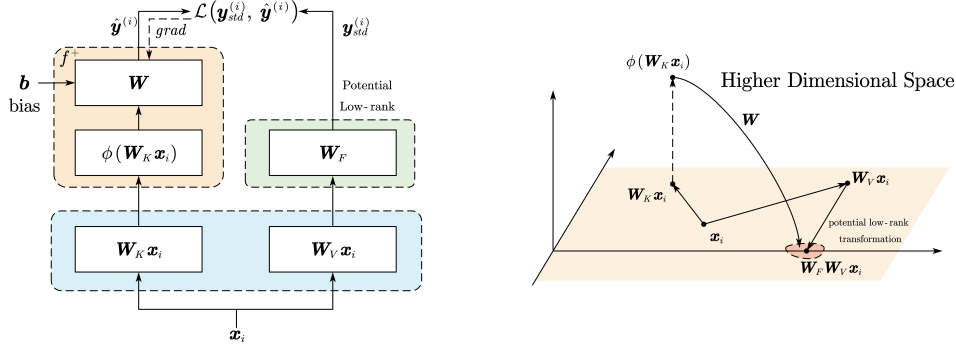 ŷ^(i)
L(y_std^(i), ŷ^(i))
grad
y_std^(i)
f^+
b
bias
W
Potential
Low-rank
ϕ(W_K x_i)
W_F
W_K x_i
W_V x_i
x_i
ϕ(W_K x_i)
Higher Dimensional Space
W
W_K x_i
W_V x_i
x_i
potential low-rank
transformation
W_F W_V x_i